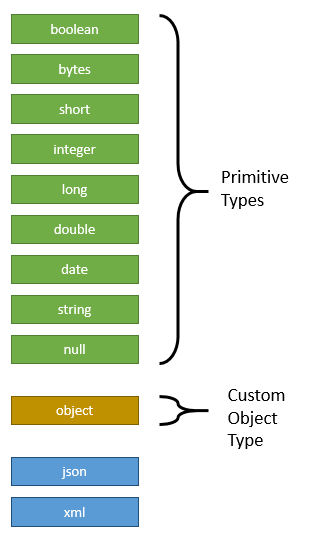 boolean
bytes
short
integer
long
double
date
string
null
Primitive
Types
object
Custom
Object
Type
json
xml